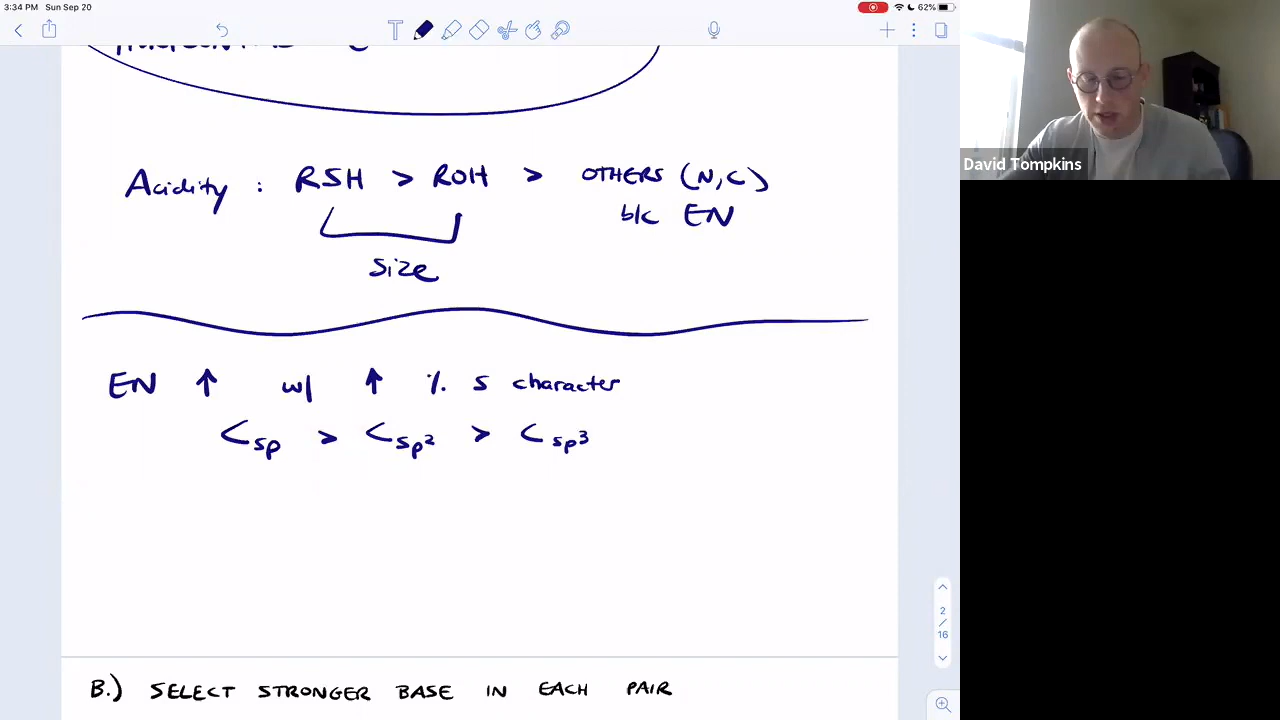 3:34 PM Sun Sep 20
62%
Acidity : RSH > ROH > OTHERS (N,C)
b/c EN
size
EN ↑ w/ ↑ % s character
Csp > Csp² > Csp³
2
/
16
B.) SELECT STRONGER BASE IN EACH PAIR
David Tompkins